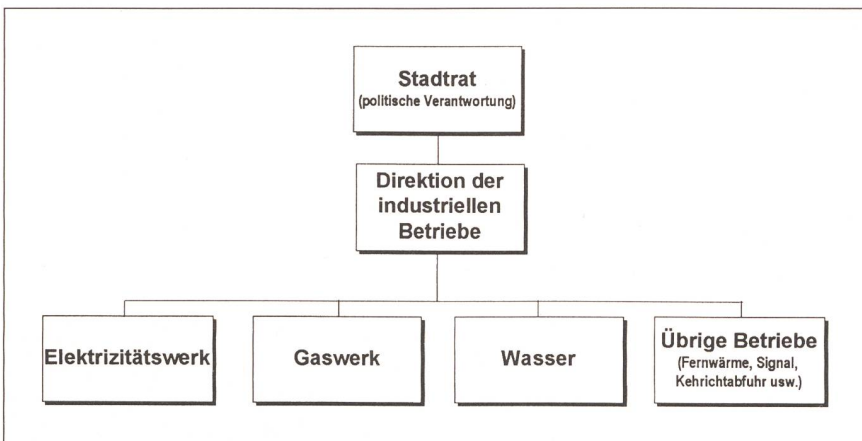 Stadtrat
(politische Verantwortung)
Direktion der
industriellen
Betriebe
Elektrizitätswerk
Gaswerk
Wasser
Übrige Betriebe
(Fernwärme, Signal,
Kehrichtabfuhr usw.)